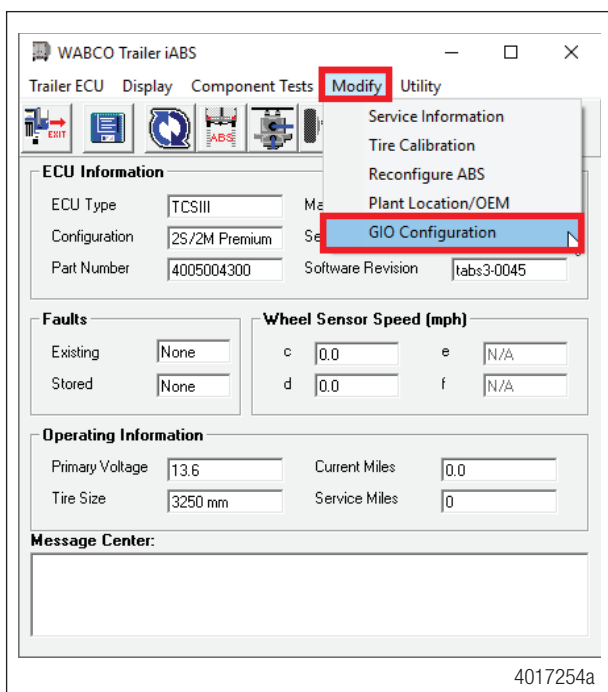 WABCO Trailer iABS
Trailer ECU Display Component Tests Modify Utility
EXIT
ABS
Service Information
Tire Calibration
Reconfigure ABS
Plant Location/OEM
GIO Configuration
ECU Information
ECU Type TCSIII Ma
Configuration 2S/2M Premium Se
Part Number 4005004300 Software Revision tabs3-0045
Faults
Existing None
Stored None
Wheel Sensor Speed (mph)
c 0.0 e N/A
d 0.0 f N/A
Operating Information
Primary Voltage 13.6 Current Miles 0.0
Tire Size 3250 mm Service Miles 0
Message Center:
4017254a